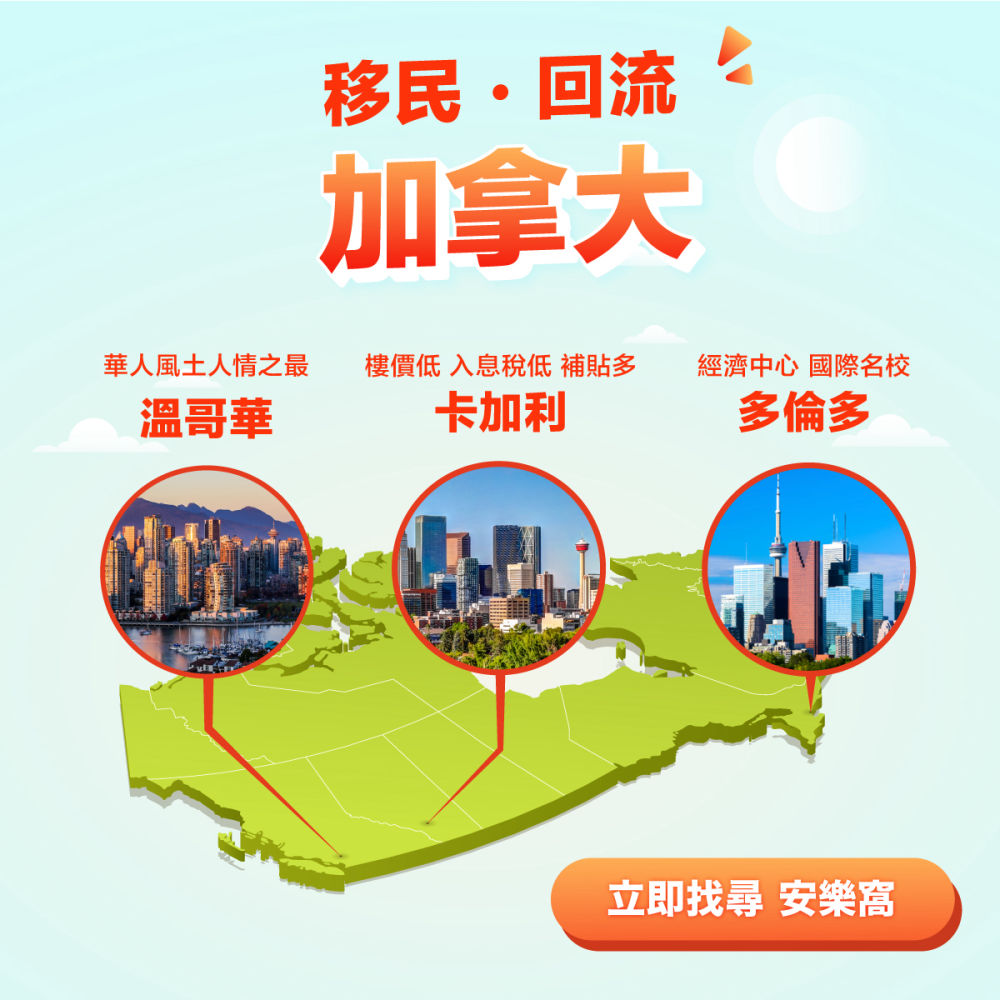 移民・回流
加拿大
華人風土人情之最
溫哥華
樓價低 入息稅低 補貼多
卡加利
經濟中心 國際名校
多倫多
立即找尋 安樂窩